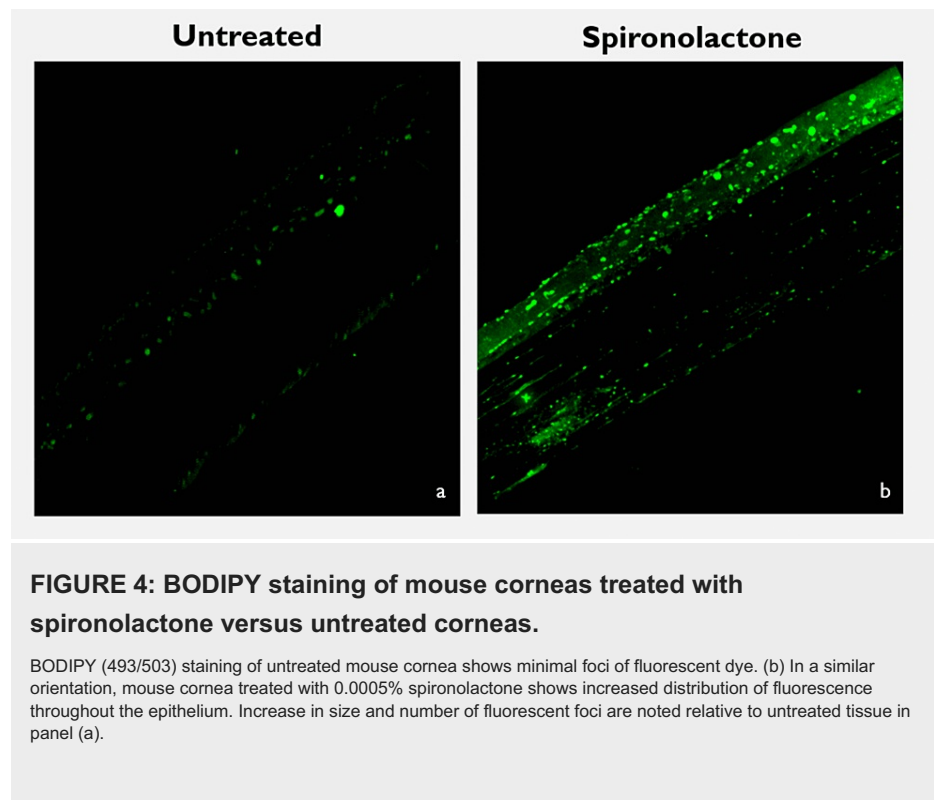 Untreated
Spironolactone
a
b
FIGURE 4: BODIPY staining of mouse corneas treated with
spironolactone versus untreated corneas.
BODIPY (493/503) staining of untreated mouse cornea shows minimal foci of fluorescent dye. (b) In a similar
orientation, mouse cornea treated with 0.0005% spironolactone shows increased distribution of fluorescence
throughout the epithelium. Increase in size and number of fluorescent foci are noted relative to untreated tissue in
panel (a).